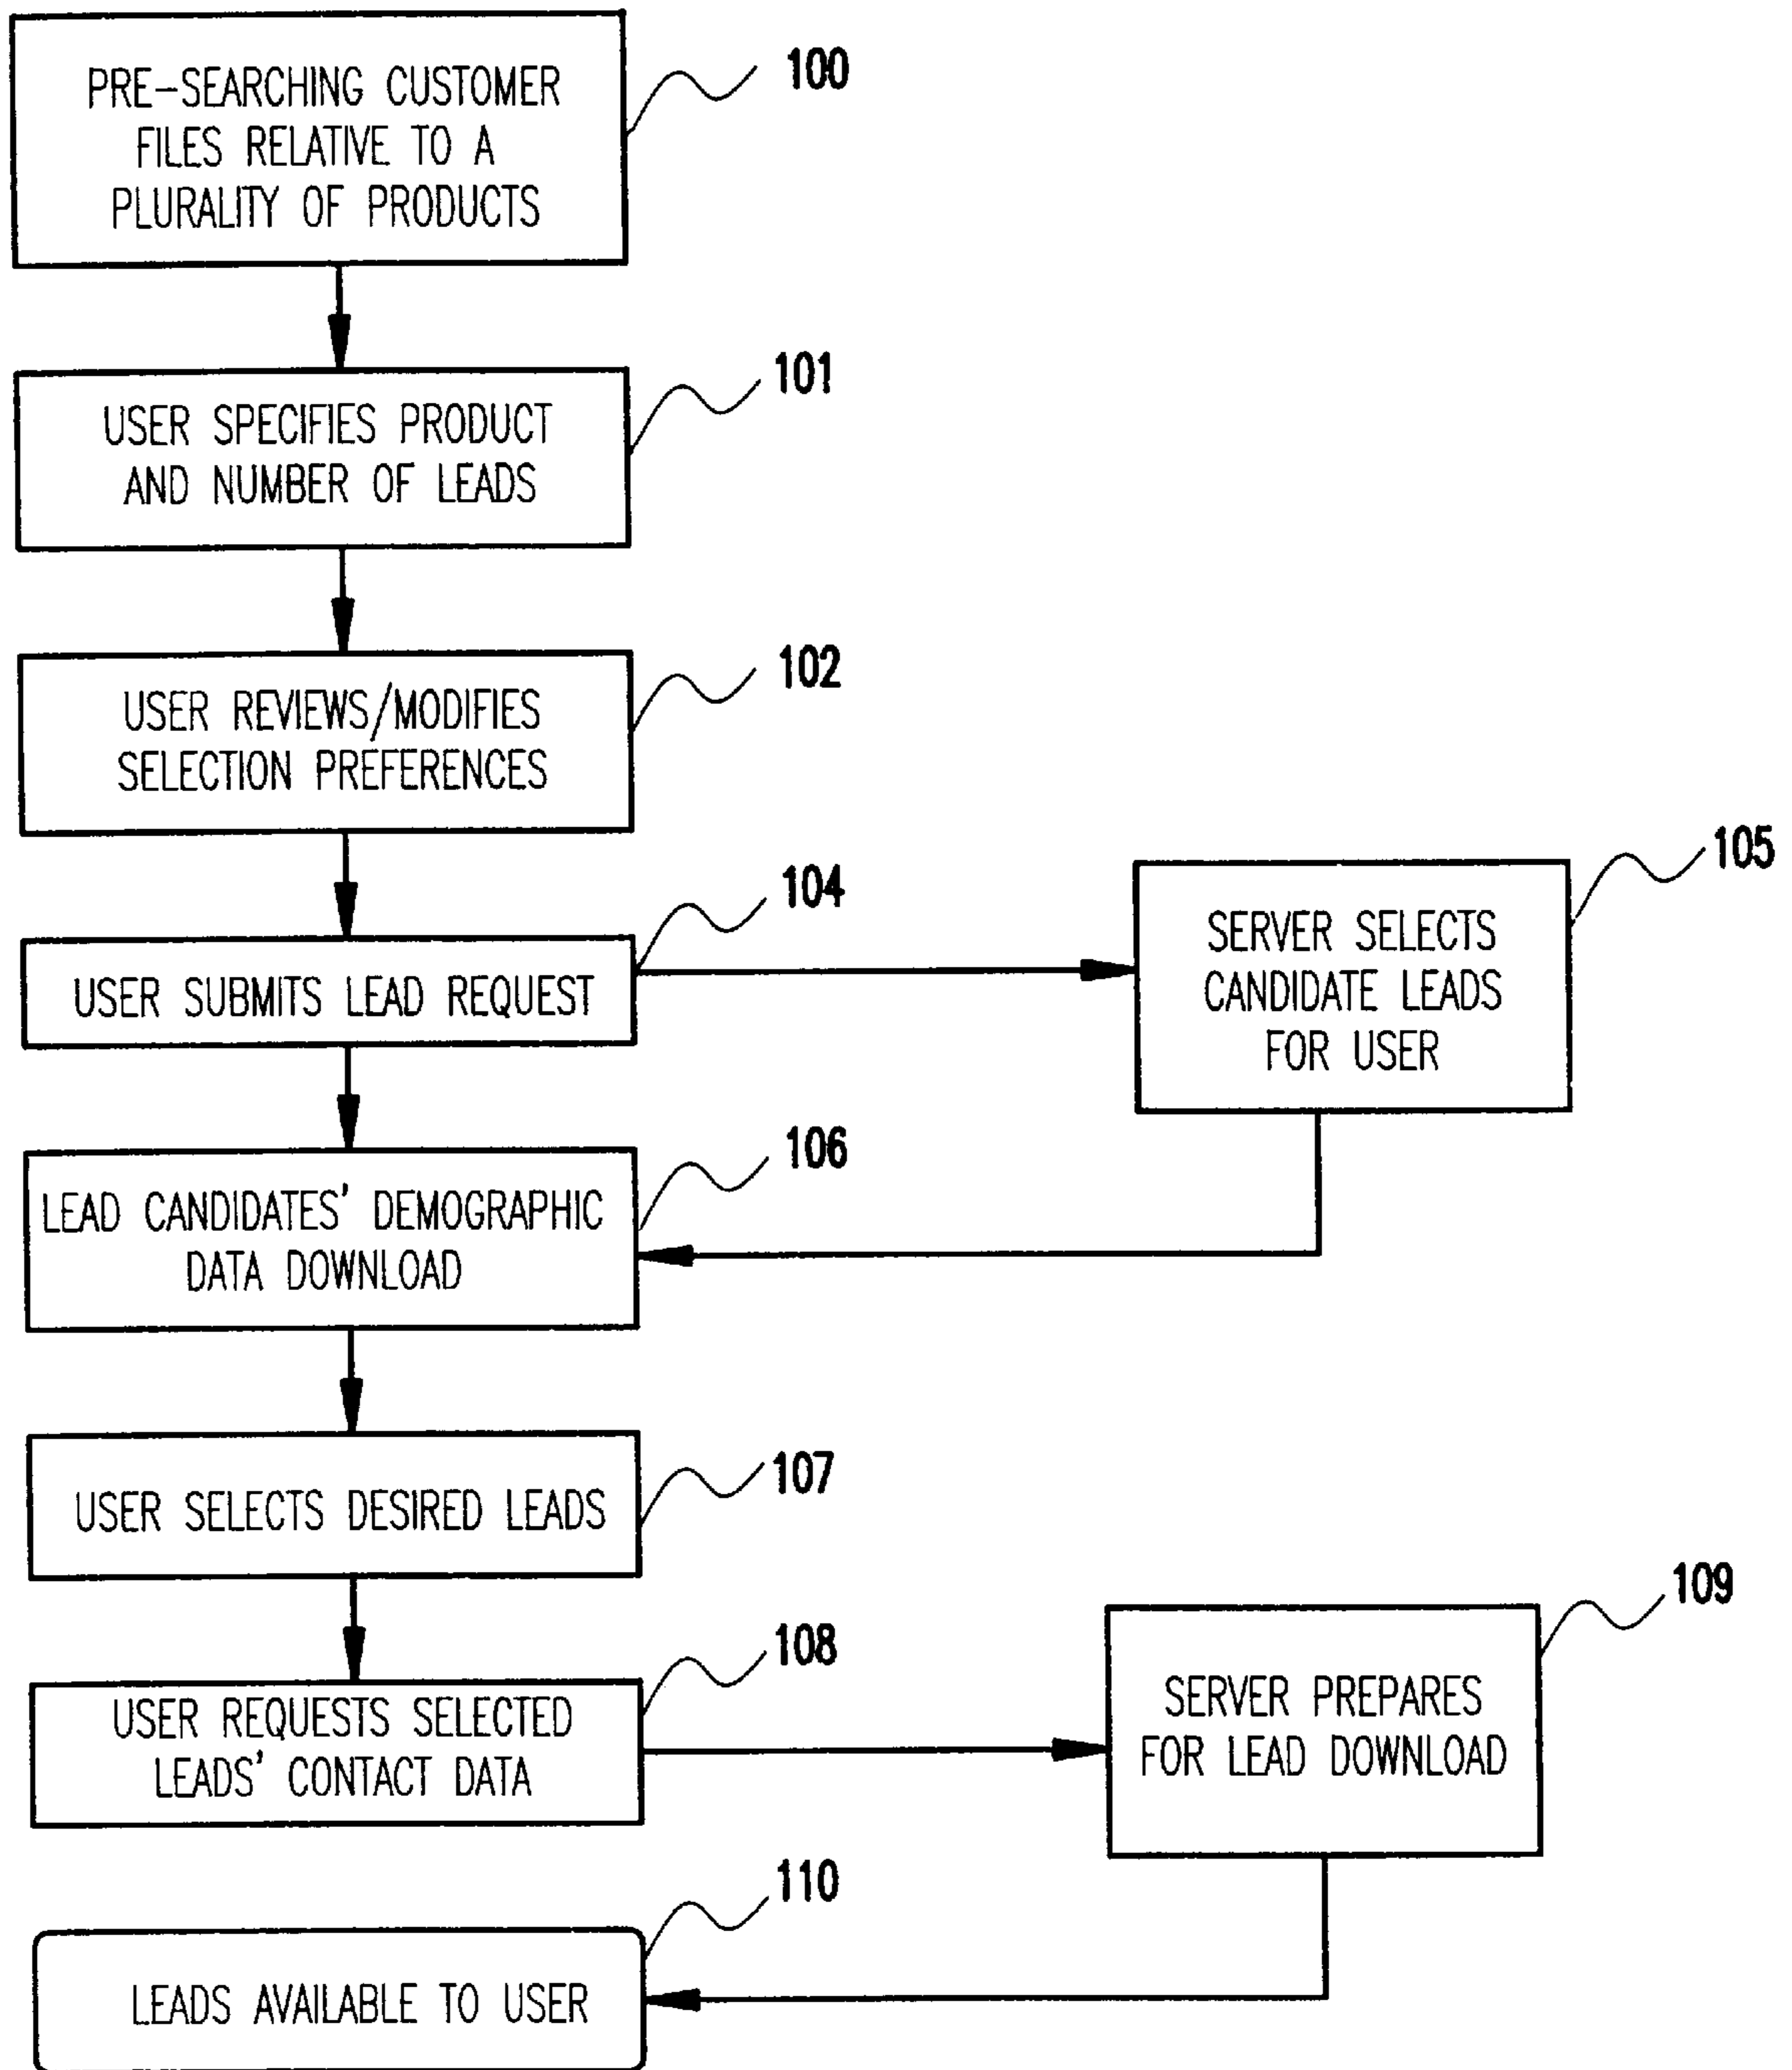 PRE-SEARCHING CUSTOMER
FILES RELATIVE TO A
PLURALITY OF PRODUCTS
100
USER SPECIFIES PRODUCT
AND NUMBER OF LEADS
101
USER REVIEWS/MODIFIES
SELECTION PREFERENCES
102
USER SUBMITS LEAD REQUEST
104
SERVER SELECTS
CANDIDATE LEADS
FOR USER
105
LEAD CANDIDATES' DEMOGRAPHIC
DATA DOWNLOAD
106
USER SELECTS DESIRED LEADS
107
USER REQUESTS SELECTED
LEADS' CONTACT DATA
108
SERVER PREPARES
FOR LEAD DOWNLOAD
109
LEADS AVAILABLE TO USER
110